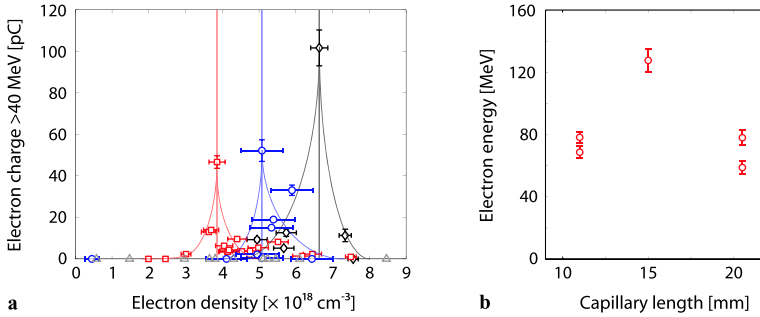 Electron charge >40 MeV [pC]
120
100
80
60
40
20
0
0 1 2 3 4 5 6 7 8 9
Electron density [× 10¹⁸ cm⁻³]
a
Electron energy [MeV]
160
120
80
40
0
10 15 20
Capillary length [mm]
b